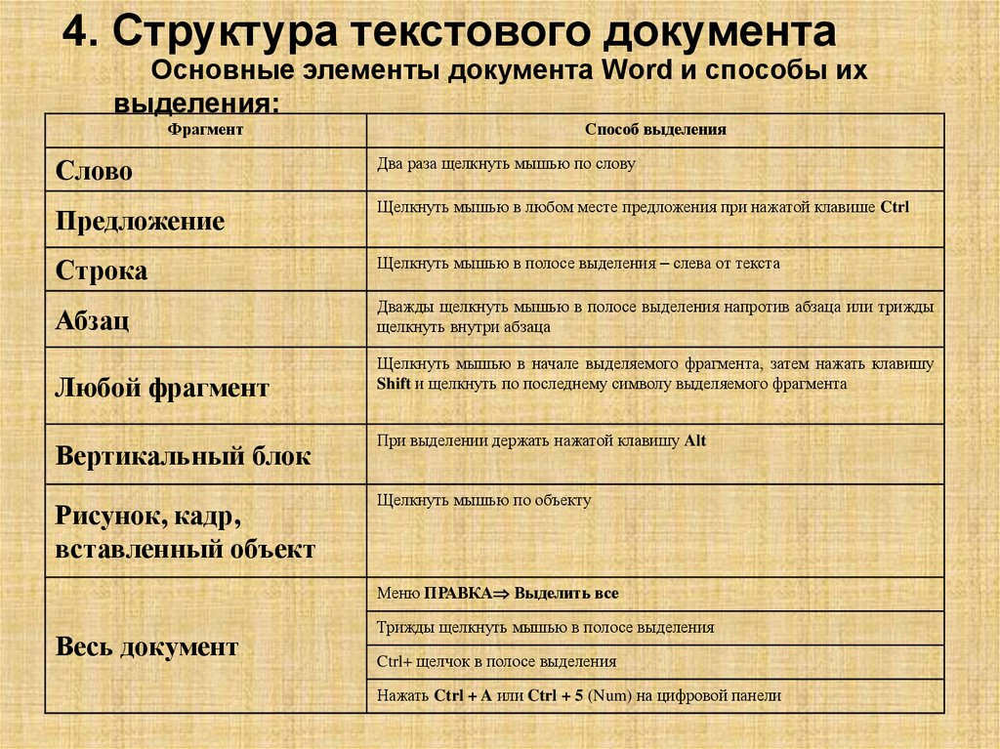 4. Структура текстового документа
Основные элементы документа Word и способы их
выделения:
Фрагмент
Способ выделения
Слово
Два раза щелкнуть мышью по слову
Предложение
Щелкнуть мышью в любом месте предложения при нажатой клавише Ctrl
Строка
Щелкнуть мышью в полосе выделения – слева от текста
Абзац
Дважды щелкнуть мышью в полосе выделения напротив абзаца или трижды
щелкнуть внутри абзаца
Любой фрагмент
Щелкнуть мышью в начале выделяемого фрагмента, затем нажать клавишу
Shift и щелкнуть по последнему символу выделяемого фрагмента
Вертикальный блок
При выделении держать нажатой клавишу Alt
Рисунок, кадр,
вставленный объект
Щелкнуть мышью по объекту
Весь документ
Меню ПРАВКА⇒ Выделить все
Трижды щелкнуть мышью в полосе выделения
Ctrl+ щелчок в полосе выделения
Нажать Ctrl + A или Ctrl + 5 (Num) на цифровой панели